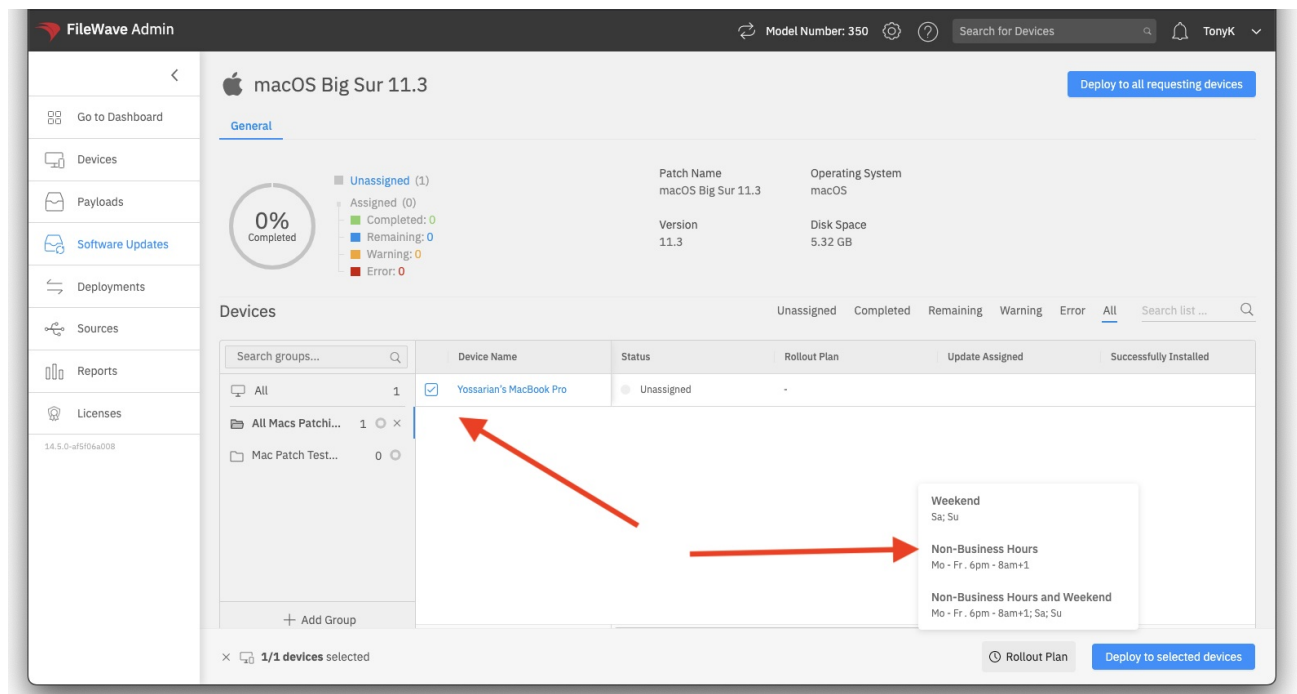 FileWave Admin
Model Number: 350
Search for Devices
TonyK
macOS Big Sur 11.3
Deploy to all requesting devices
General
Go to Dashboard
Devices
Payloads
Software Updates
Deployments
Sources
Reports
Licenses
14.5.0-af5f06a008
0%
Completed
Unassigned (1)
Assigned (0)
Completed: 0
Remaining: 0
Warning: 0
Error: 0
Patch Name
macOS Big Sur 11.3
Operating System
macOS
Version
11.3
Disk Space
5.32 GB
Devices
Unassigned Completed Remaining Warning Error All Search list ...
Search groups...
Device Name Status Rollout Plan Update Assigned Successfully Installed
All 1
Yossarian's MacBook Pro Unassigned -
All Macs Patchi... 1
Mac Patch Test... 0
Weekend
Sa; Su
Non-Business Hours
Mo - Fr . 6pm - 8am+1
Non-Business Hours and Weekend
Mo - Fr . 6pm - 8am+1; Sa; Su
+ Add Group
1/1 devices selected
Rollout Plan
Deploy to selected devices